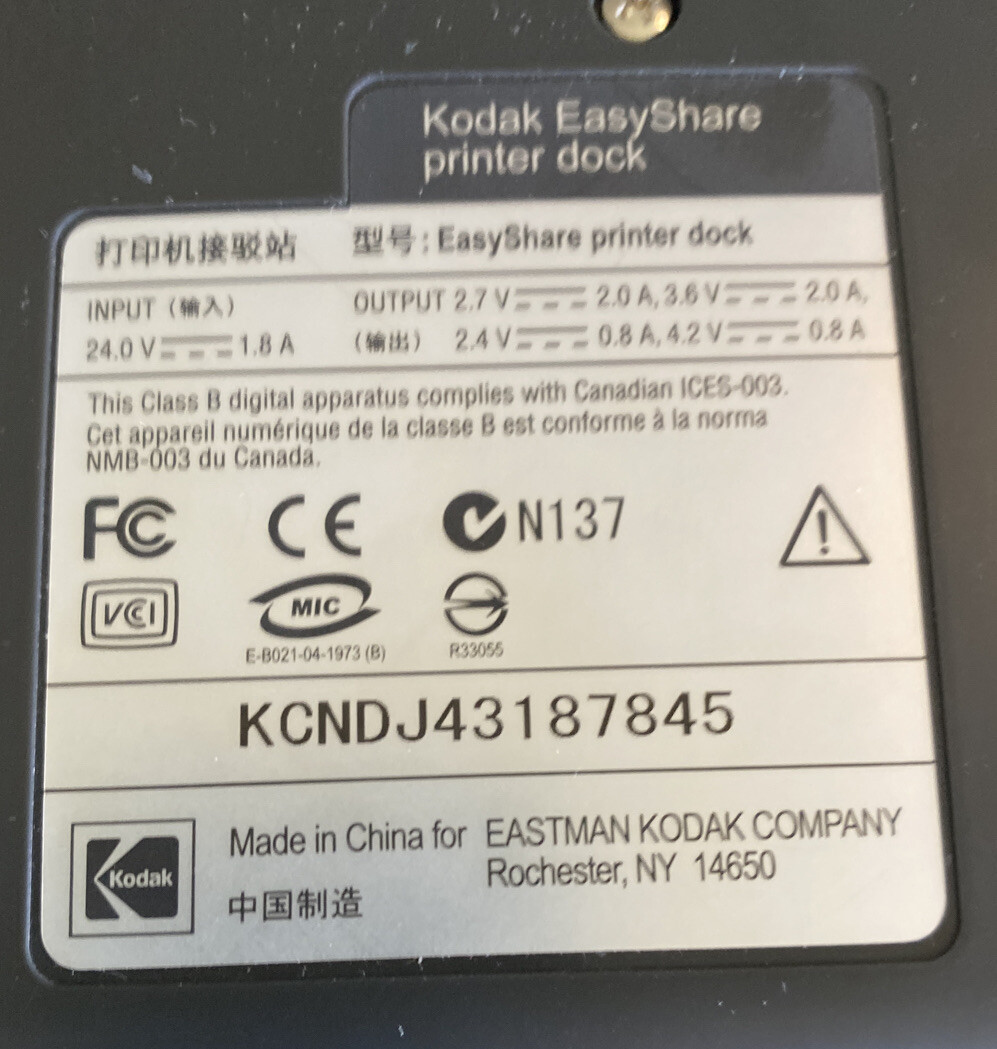 Kodak EasyShare
printer dock
打印机接驳站 型号: EasyShare printer dock
INPUT (输入)
24.0 V 1.8 A
OUTPUT 2.7 V 2.0 A, 3.6 V 2.0 A,
(输出) 2.4 V 0.8 A, 4.2 V 0.8 A
This Class B digital apparatus complies with Canadian ICES-003.
Cet appareil numérique de la classe B est conforme à la norma
NMB-003 du Canada.
FC CE N137
VCI MIC
E-B021-04-1973 (B) R33055
KCNDJ43187845
Kodak
Made in China for EASTMAN KODAK COMPANY
Rochester, NY 14650
中国制造